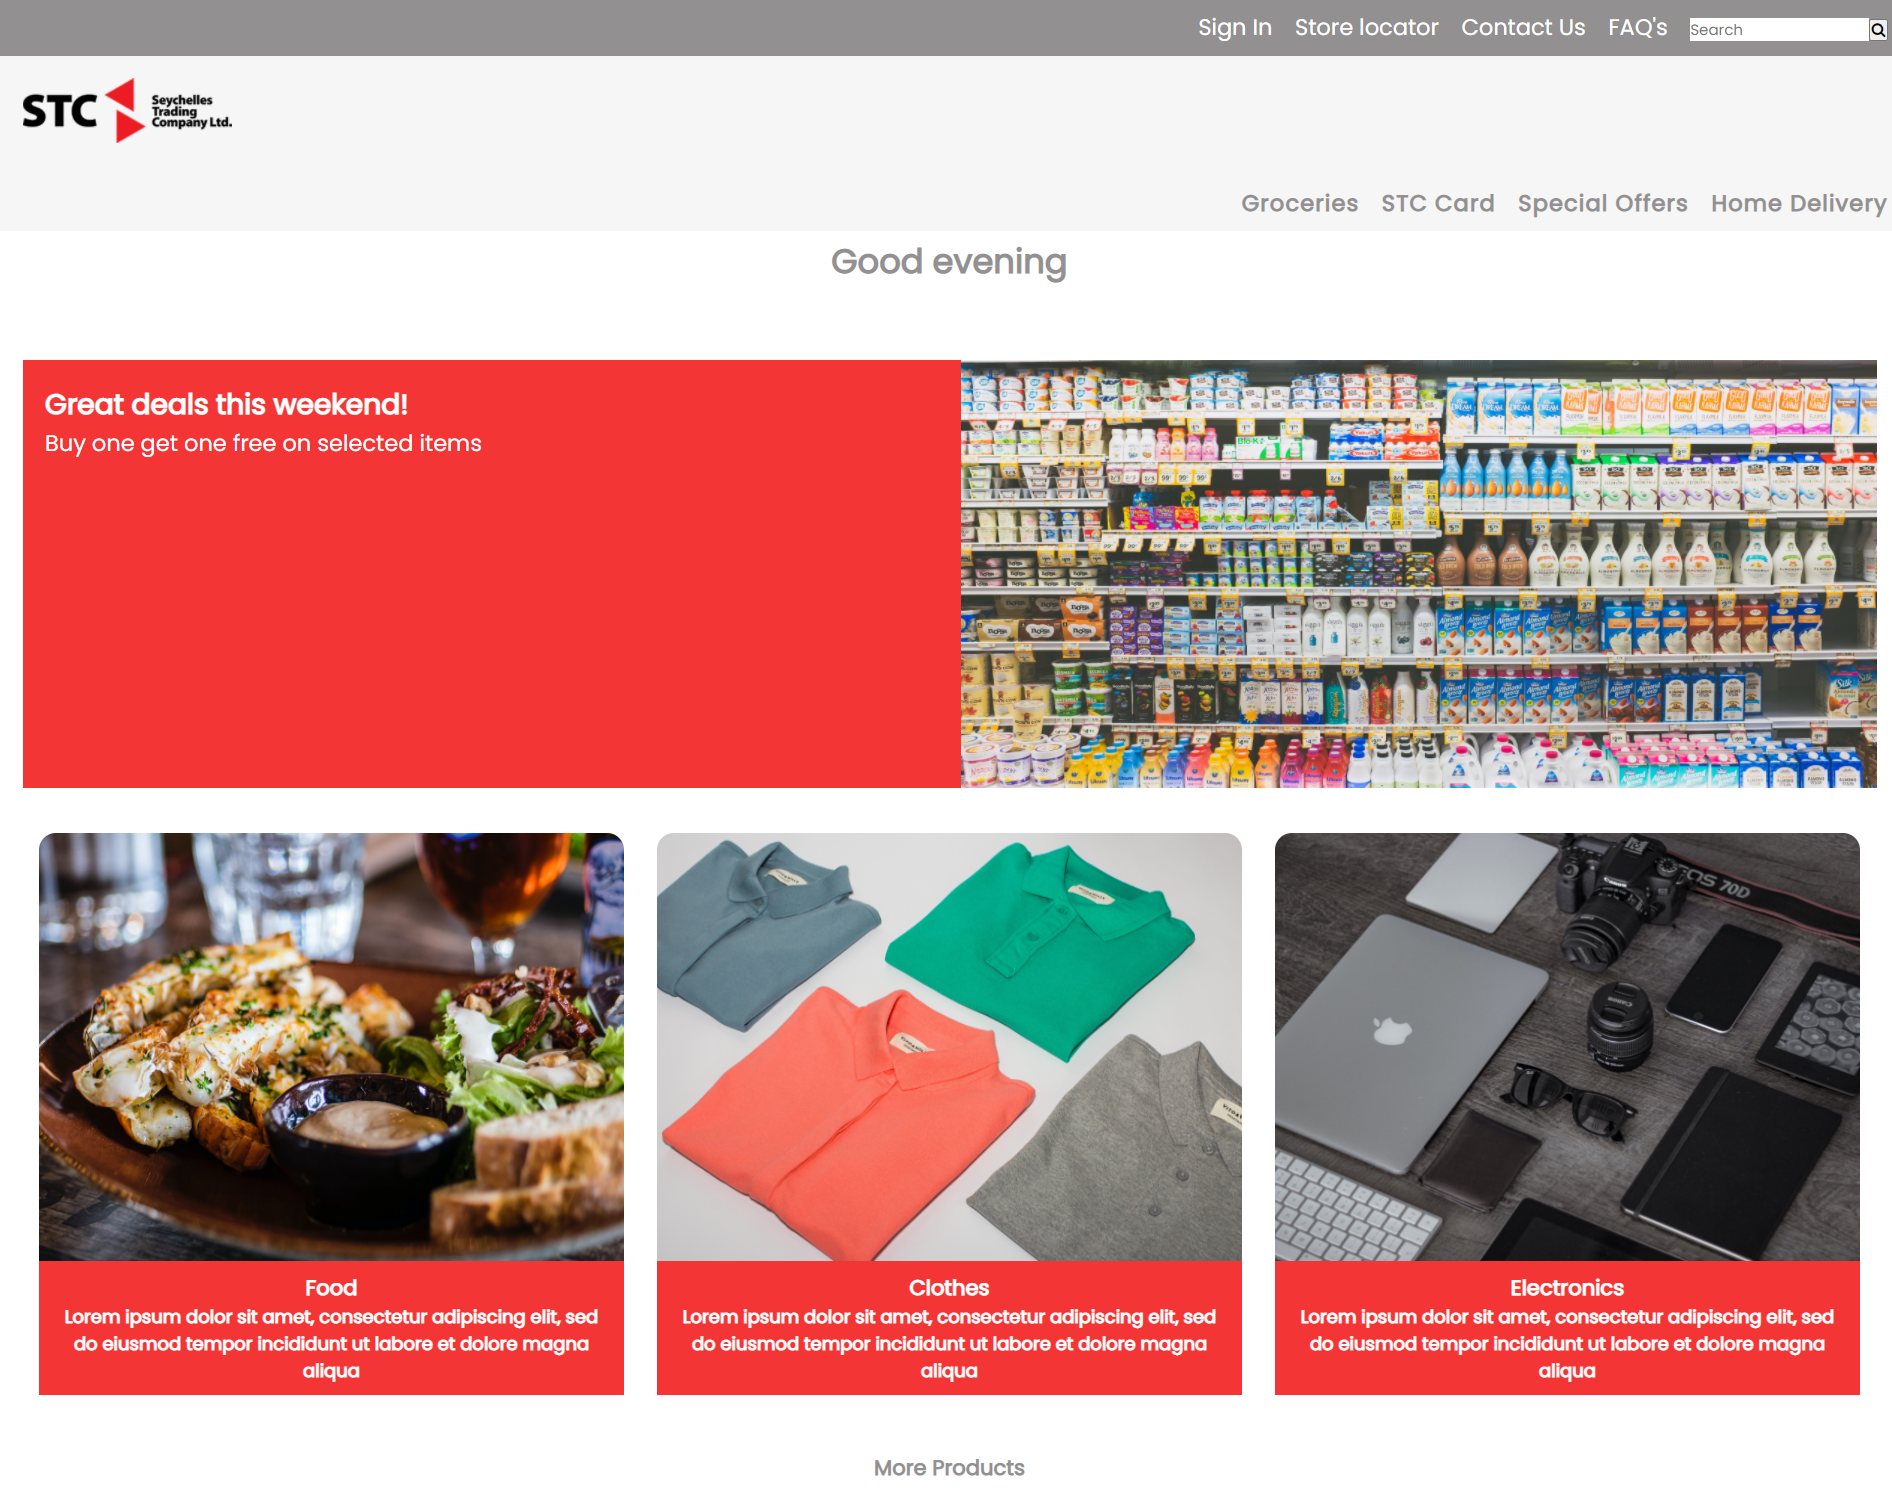 Sign In Store locator Contact Us FAQ's Search
STC Seychelles
Trading
Company Ltd.
Groceries STC Card Special Offers Home Delivery
Good evening
Great deals this weekend!
Buy one get one free on selected items
EOS 70D
Canon
Food
Lorem ipsum dolor sit amet, consectetur adipiscing elit, sed
do eiusmod tempor incididunt ut labore et dolore magna
aliqua
Clothes
Lorem ipsum dolor sit amet, consectetur adipiscing elit, sed
do eiusmod tempor incididunt ut labore et dolore magna
aliqua
Electronics
Lorem ipsum dolor sit amet, consectetur adipiscing elit, sed
do eiusmod tempor incididunt ut labore et dolore magna
aliqua
More Products